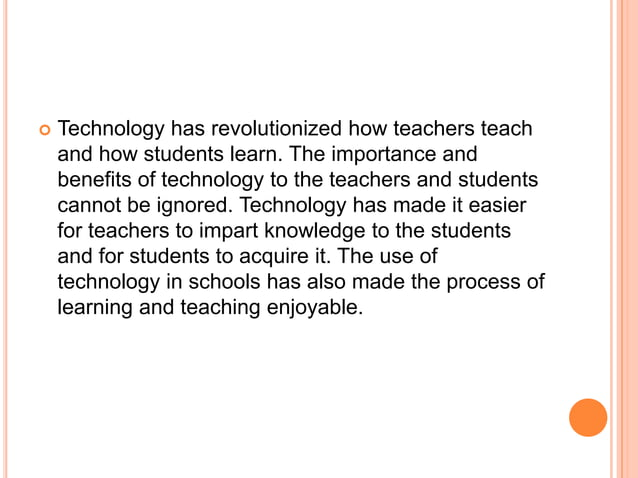 Technology has revolutionized how teachers teach
and how students learn. The importance and
benefits of technology to the teachers and students
cannot be ignored. Technology has made it easier
for teachers to impart knowledge to the students
and for students to acquire it. The use of
technology in schools has also made the process of
learning and teaching enjoyable.